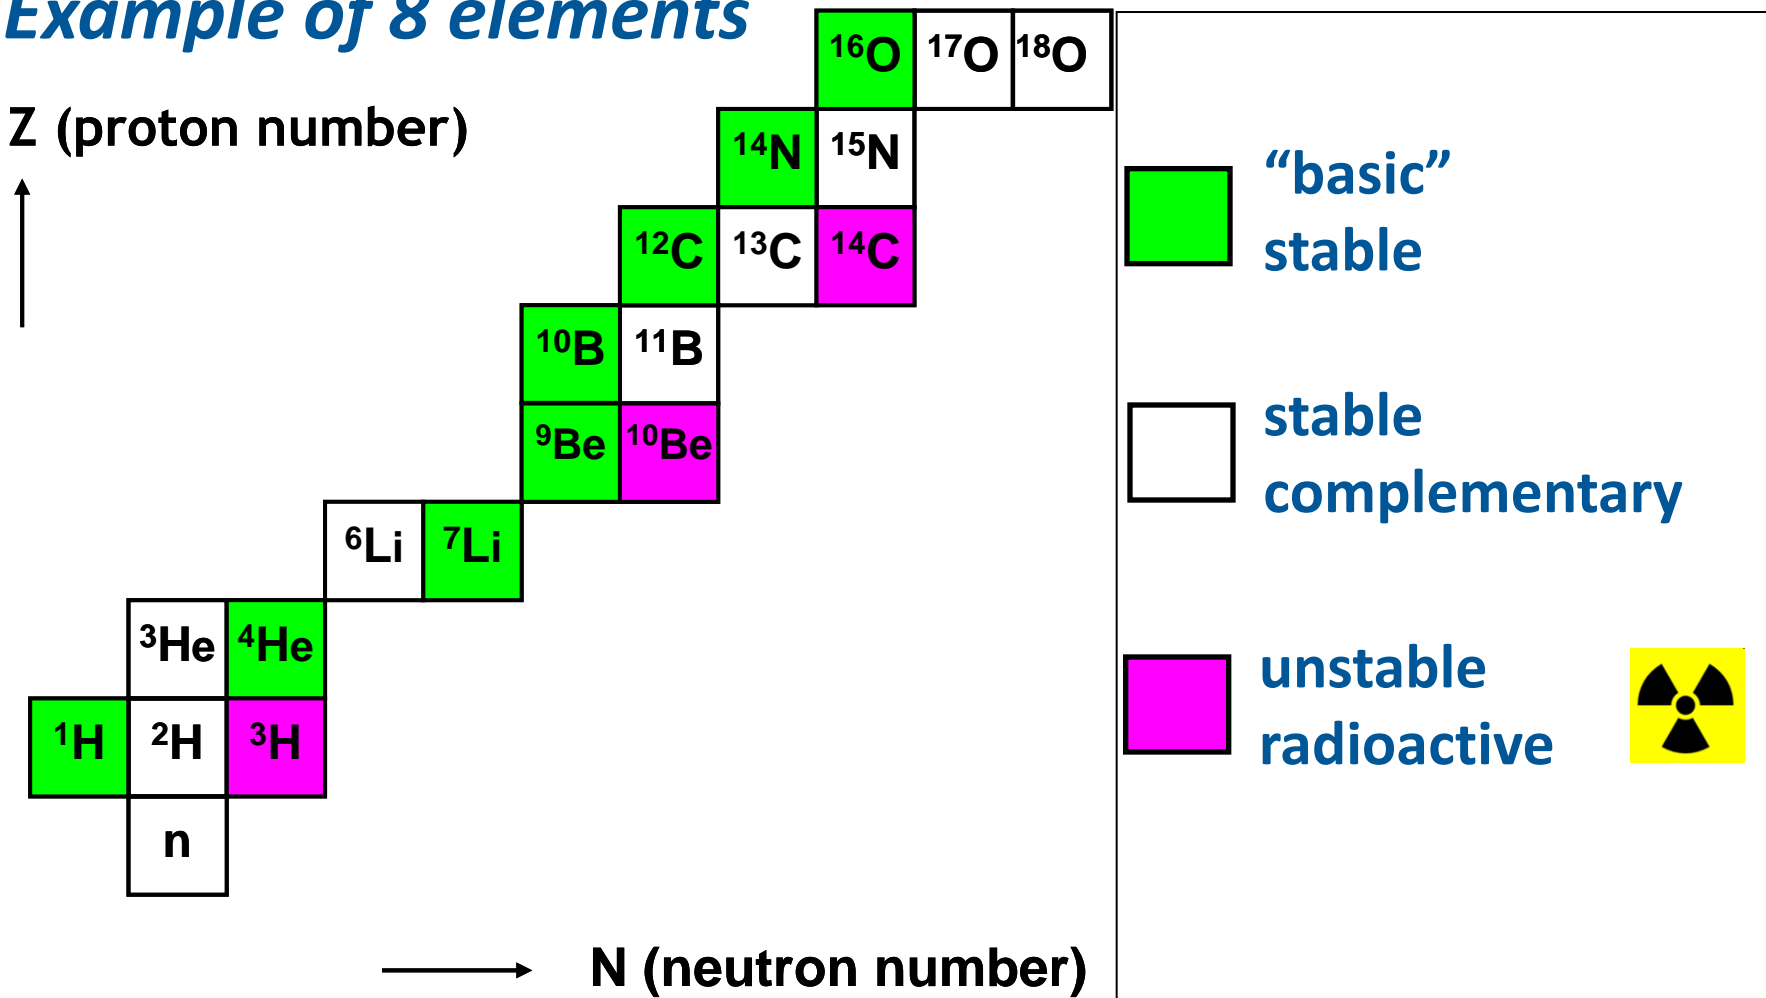 Example of 8 elements
Z (proton number)
¹⁶O ¹⁷O ¹⁸O
¹⁴N ¹⁵N
¹²C ¹³C ¹⁴C
¹⁰B ¹¹B
⁹Be ¹⁰Be
⁶Li ⁷Li
³He ⁴He
¹H ²H ³H
n
N (neutron number)
“basic”
stable
stable
complementary
unstable
radioactive